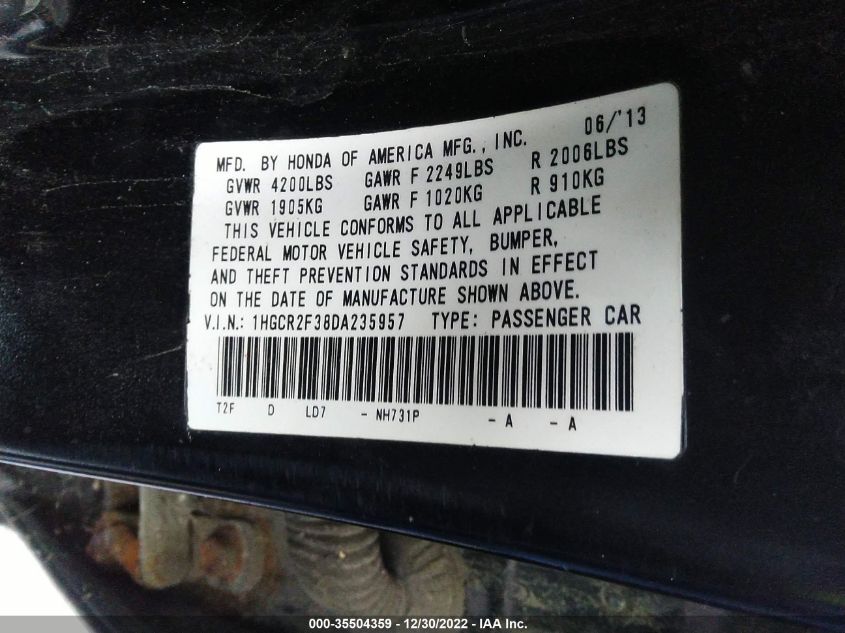 06/'13
MFD. BY HONDA OF AMERICA MFG., INC.
GVWR 4200LBS GAWR F 2249LBS R 2006LBS
GVWR 1905KG GAWR F 1020KG R 910KG
THIS VEHICLE CONFORMS TO ALL APPLICABLE
FEDERAL MOTOR VEHICLE SAFETY, BUMPER,
AND THEFT PREVENTION STANDARDS IN EFFECT
ON THE DATE OF MANUFACTURE SHOWN ABOVE.
V.I.N.: 1HGCR2F38DA235957 TYPE: PASSENGER CAR
T2F D LD7 - NH731P - A - A
000-35504359 - 12/30/2022 - IAA Inc.